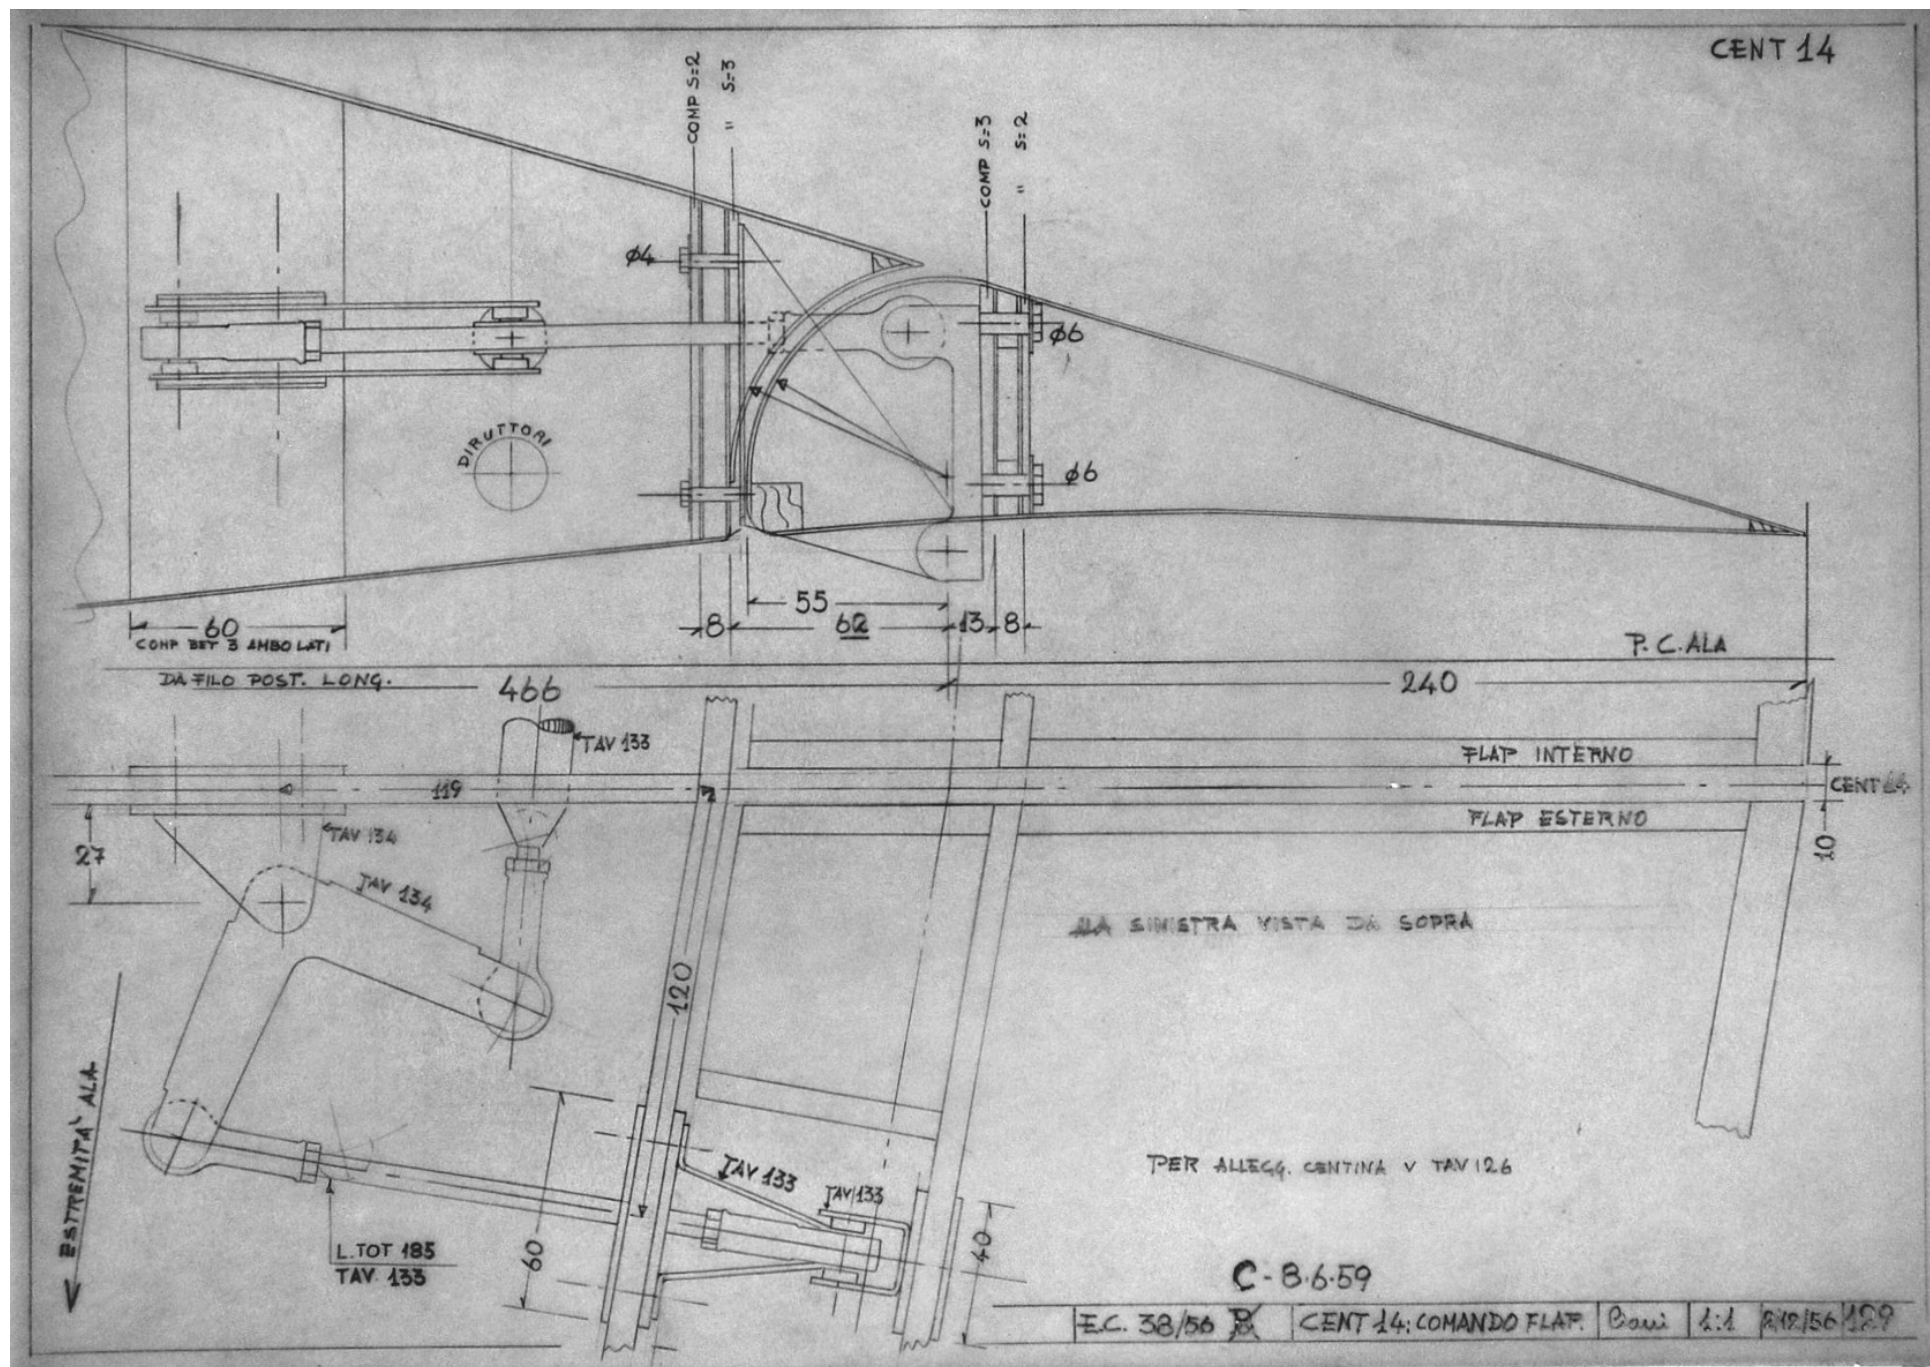 CENT 14
COMP S=2
" S=3
COMP S=3
" S=2
ø4
ø6
ø6
DIRUTTORI
55
60
8
62
13
8
COMP BET 3 AMBO LATI
P.C. ALA
DA FILO POST. LONG.
466
240
TAV 133
FLAP INTERNO
119
CENT 14
FLAP ESTERNO
TAV 134
27
10
TAV 134
SINISTRA VISTA DA SOPRA
120
ESTREMITA' ALA
PER ALLEGG. CENTINA V TAV 126
TAV 133
TAV 133
60
40
L. TOT 185
TAV. 133
C-8.6.59
E.C. 38/56 CENT 14: COMANDO FLAP. 1:1 2/12/56 129